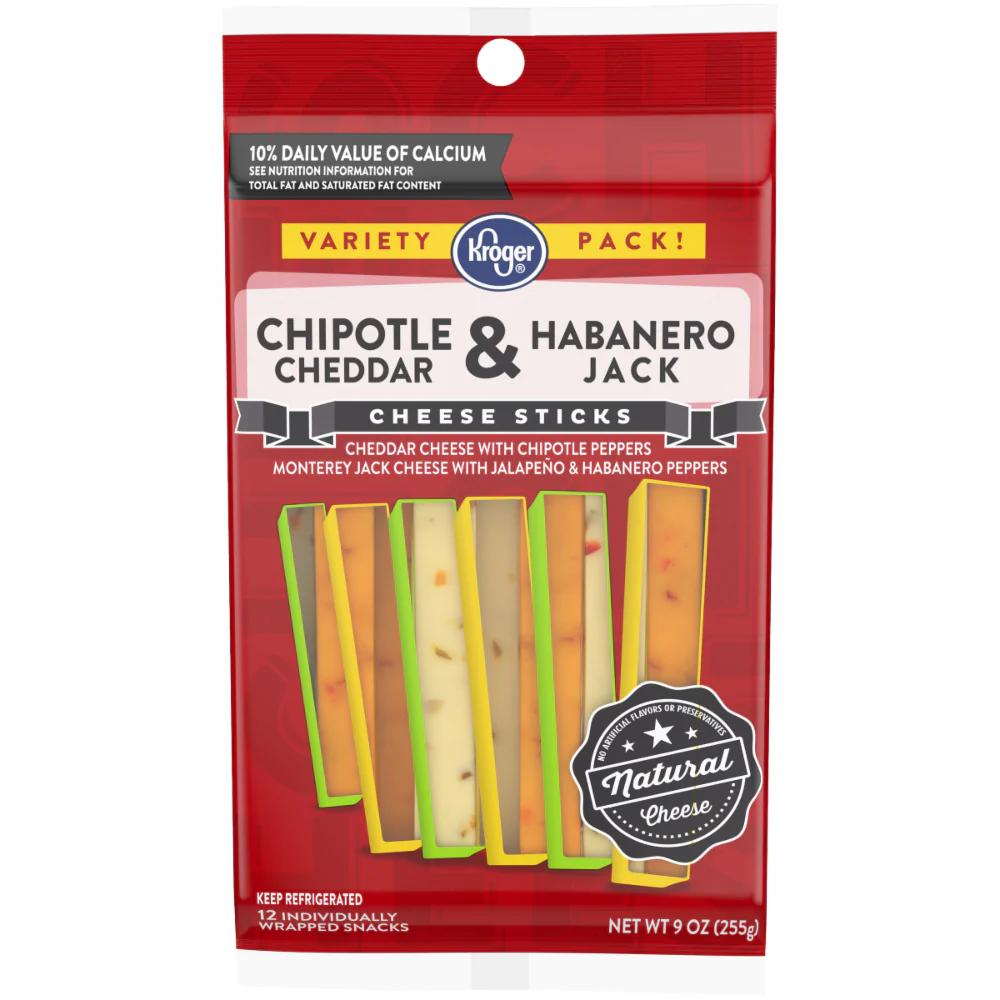 10% DAILY VALUE OF CALCIUM
SEE NUTRITION INFORMATION FOR
TOTAL FAT AND SATURATED FAT CONTENT
VARIETY PACK!
Kroger®
CHIPOTLE CHEDDAR & HABANERO JACK
CHEESE STICKS
CHEDDAR CHEESE WITH CHIPOTLE PEPPERS
MONTEREY JACK CHEESE WITH JALAPEÑO & HABANERO PEPPERS
NO ARTIFICIAL FLAVORS OR PRESERVATIVES
Natural
Cheese
KEEP REFRIGERATED
12 INDIVIDUALLY
WRAPPED SNACKS
NET WT 9 OZ (255g)